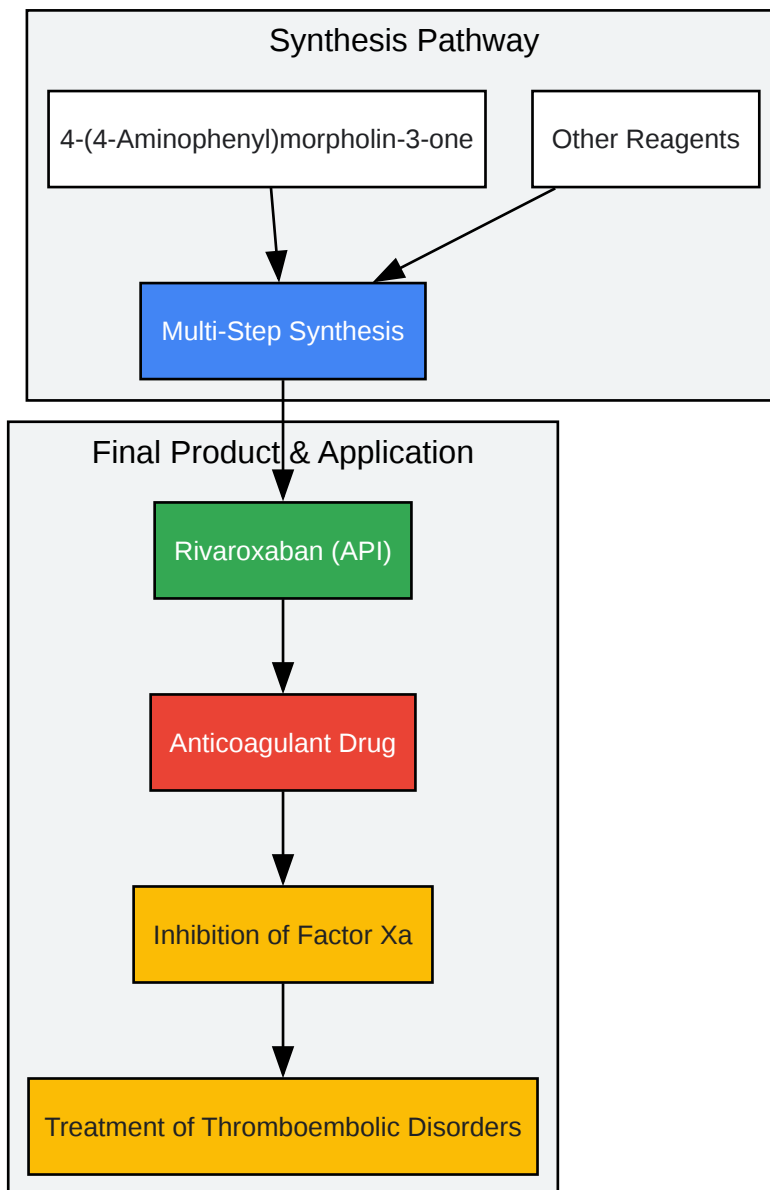 Synthesis Pathway
4-(4-Aminophenyl)morpholin-3-one
Other Reagents
Multi-Step Synthesis
Final Product & Application
Rivaroxaban (API)
Anticoagulant Drug
Inhibition of Factor Xa
Treatment of Thromboembolic Disorders